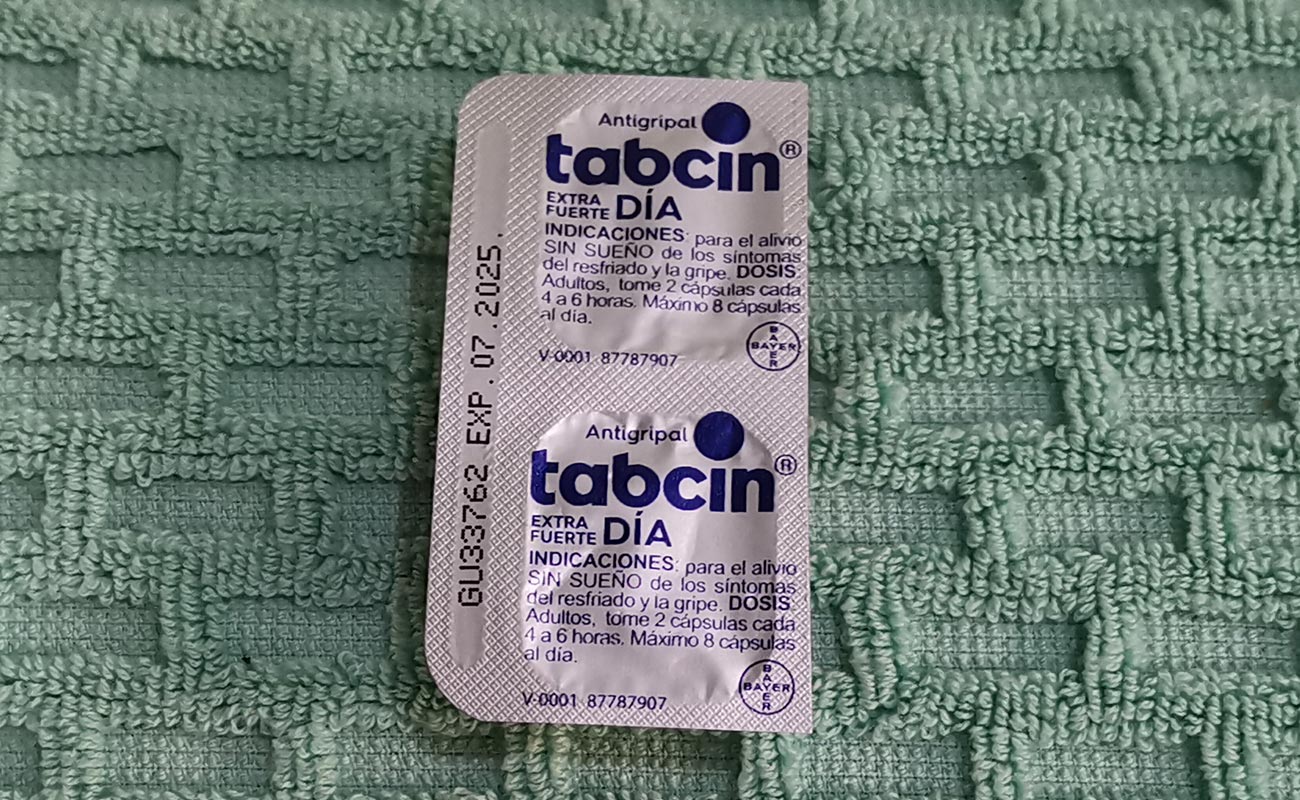 Antigripal
tabcin®
EXTRA
FUERTE DÍA
INDICACIONES: para el alivio
SIN SUEÑO de los síntomas
del resfriado y la gripe. DOSIS:
Adultos, tome 2 cápsulas cada
4 a 6 horas. Máximo 8 cápsulas
al día.
BAYER
BAYER
V-0001 87787907
GU33762 EXP.07.2025.
Antigripal
tabcin®
EXTRA
FUERTE DÍA
INDICACIONES: para el alivio
SIN SUEÑO de los síntomas
del resfriado y la gripe. DOSIS:
Adultos, tome 2 cápsulas cada
4 a 6 horas. Máximo 8 cápsulas
al día.
BAYER
BAYER
V-0001 87787907